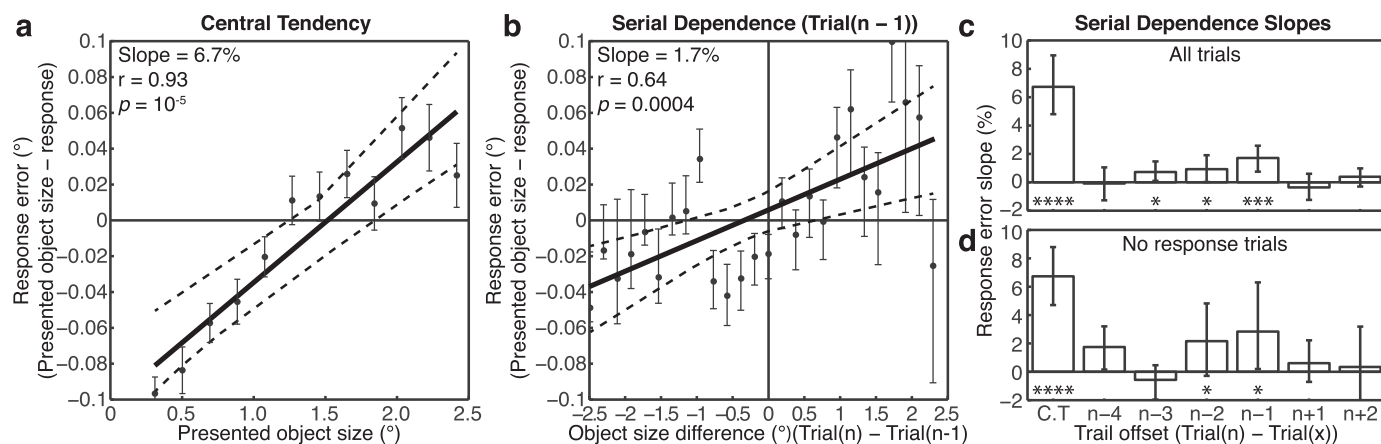 a
Central Tendency
Slope = 6.7%
r = 0.93
p = 10-5
0.1
0.08
0.06
0.04
0.02
0
−0.02
−0.04
−0.06
−0.08
−0.1
Response error (°)
(Presented object size – response)
0 0.5 1.0 1.5 2.0 2.5
Presented object size (°)
b
Serial Dependence (Trial(n – 1))
Slope = 1.7%
r = 0.64
p = 0.0004
0.1
0.08
0.06
0.04
0.02
0
−0.02
−0.04
−0.06
−0.08
−0.1
Response error (°)
(Presented object size – response)
−2.5 −2 −1.5 −1 −0.5 0 0.5 1 1.5 2 2.5
Object size difference (°)(Trial(n) – Trial(n-1)
Serial Dependence Slopes
c
All trials
10
8
6
4
2
0
−2
**** * * ***
Response error slope (%)
d
No response trials
10
8
6
4
2
0
−2
**** * *
C.T n−4 n−3 n−2 n−1 n+1 n+2
Trail offset (Trial(n) – Trial(x))